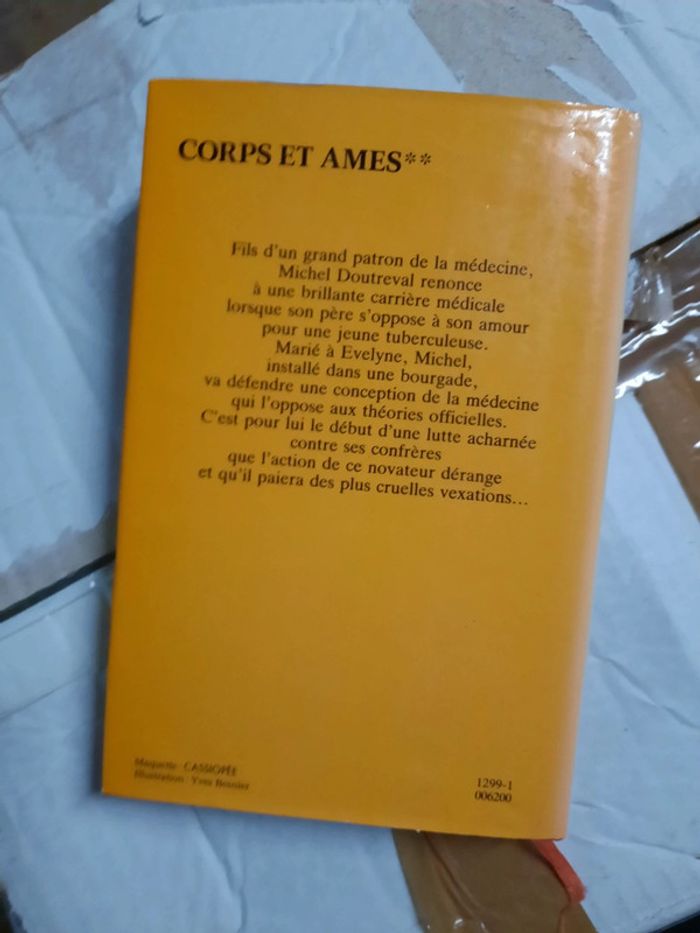 CORPS ET AMES**
Fils d'un grand patron de la médecine,
Michel Doutreval renonce
à une brillante carrière médicale
lorsque son père s'oppose à son amour
pour une jeune tuberculeuse.
Marié à Evelyne, Michel,
installé dans une bourgade,
va défendre une conception de la médecine
qui l'oppose aux théories officielles.
C'est pour lui le début d'une lutte acharnée
contre ses confrères
que l'action de ce novateur dérange
et qu'il paiera des plus cruelles vexations...
Maquette : CASSIOPÉE
Illustration : Yves Besnier
1299-1
006200